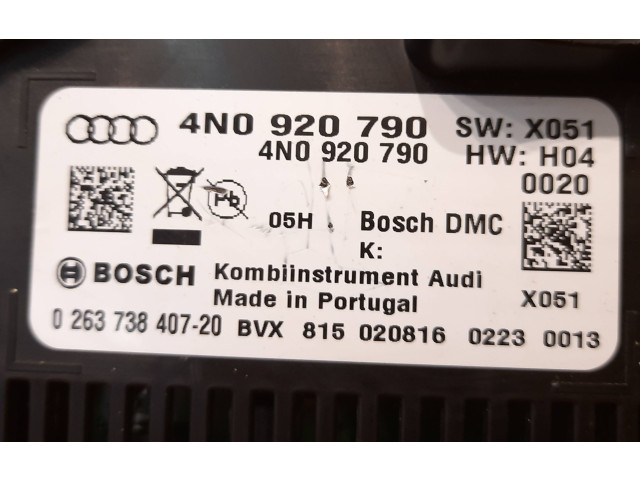 4N0 920 790 SW: X051
4N0 920 790 HW: H04
0020
Pb
05H Bosch DMC
K:
BOSCH Kombiinstrument Audi
Made in Portugal X051
0 263 738 407-20 BVX 815 020816 0223 0013